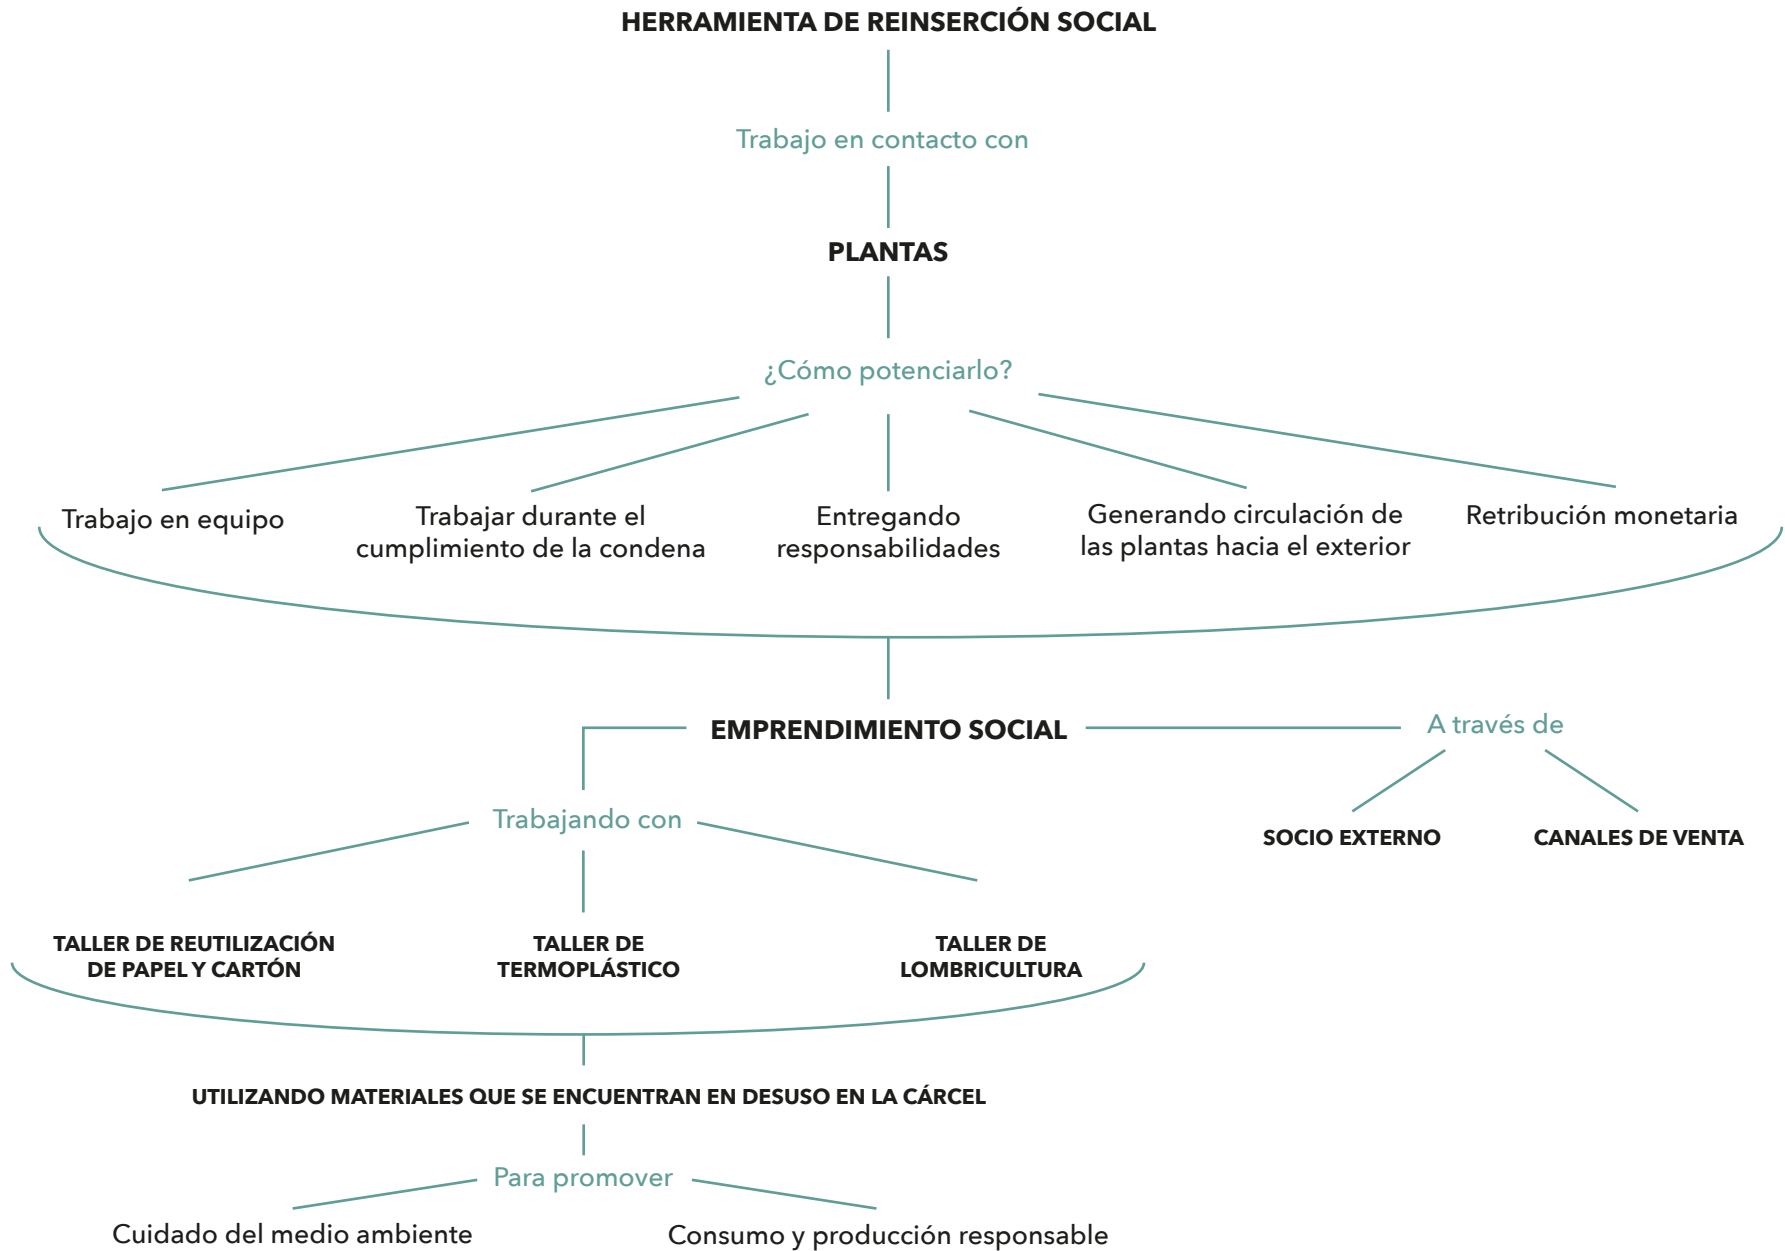 HERRAMIENTA DE REINSERCIÓN SOCIAL
Trabajo en contacto con
PLANTAS
¿Cómo potenciarlo?
Trabajo en equipo
Trabajar durante el
cumplimiento de la condena
Entregando
responsabilidades
Generando circulación de
las plantas hacia el exterior
Retribución monetaria
EMPRENDIMIENTO SOCIAL
A través de
SOCIO EXTERNO
CANALES DE VENTA
Trabajando con
TALLER DE REUTILIZACIÓN
DE PAPEL Y CARTÓN
TALLER DE
TERMOPLÁSTICO
TALLER DE
LOMBRICULTURA
UTILIZANDO MATERIALES QUE SE ENCUENTRAN EN DESUSO EN LA CÁRCEL
Para promover
Cuidado del medio ambiente
Consumo y producción responsable